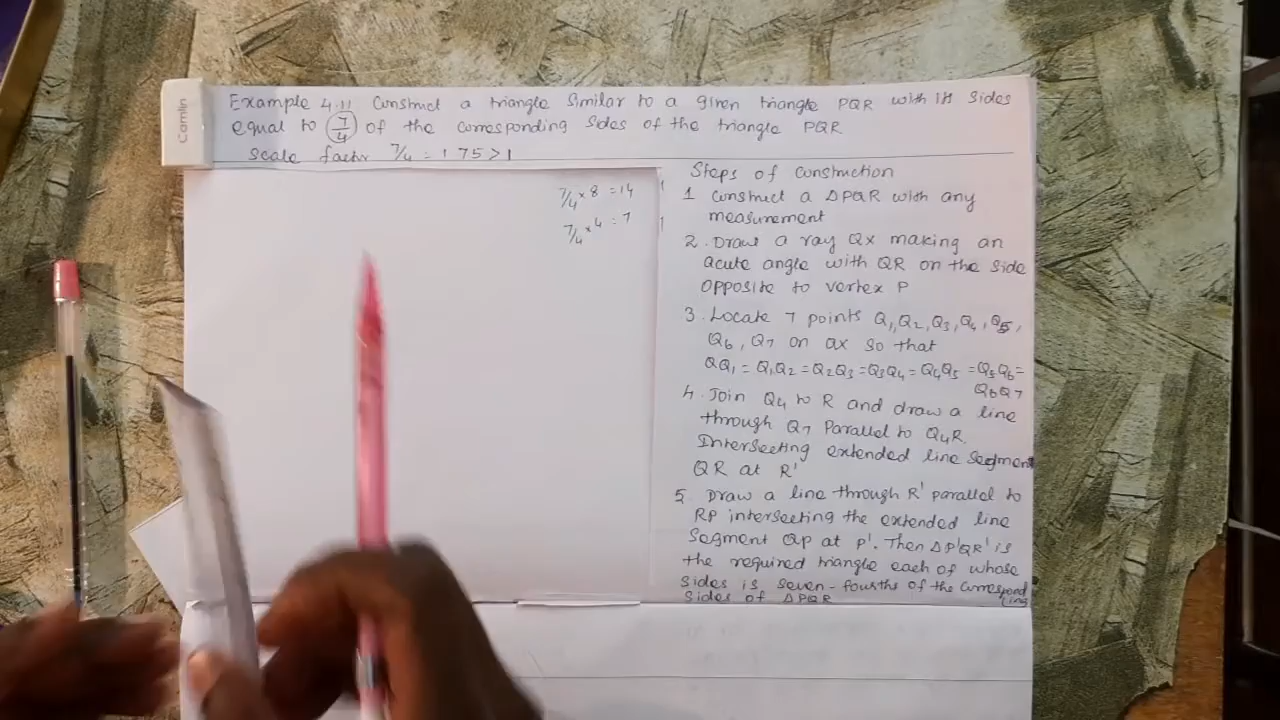 Camlin
Example 4.11 Construct a triangle similar to a given triangle PQR with its sides
equal to 7/4 of the corresponding sides of the triangle PQR
Scale factor 7/4 = 1.75 > 1
7/4 × 8 = 14
7/4 × 4 = 7
Steps of construction
1 Construct a ΔPQR with any
measurement
2. Draw a ray Qx making an
acute angle with QR on the side
opposite to vertex P
3. Locate 7 points Q1, Q2, Q3, Q4, Q5,
Q6, Q7 on ax so that
QQ1 = Q1Q2 = Q2Q3 = Q3Q4 = Q4Q5 = Q5Q6 =
Q6Q7
4. Join Q4 to R and draw a line
through Q7 Parallel to Q4R.
Intersecting extended line segment
QR at R'
5. Draw a line through R' parallel to
RP intersecting the extended line
segment QP at P'. Then ΔP'QR' is
the required triangle each of whose
sides is seven-fourths of the correspond
ing
sides of ΔPQR